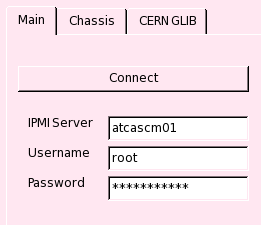 Main Chassis CERN GLIB
Connect
IPMI Server atcascm01
Username root
Password ***********